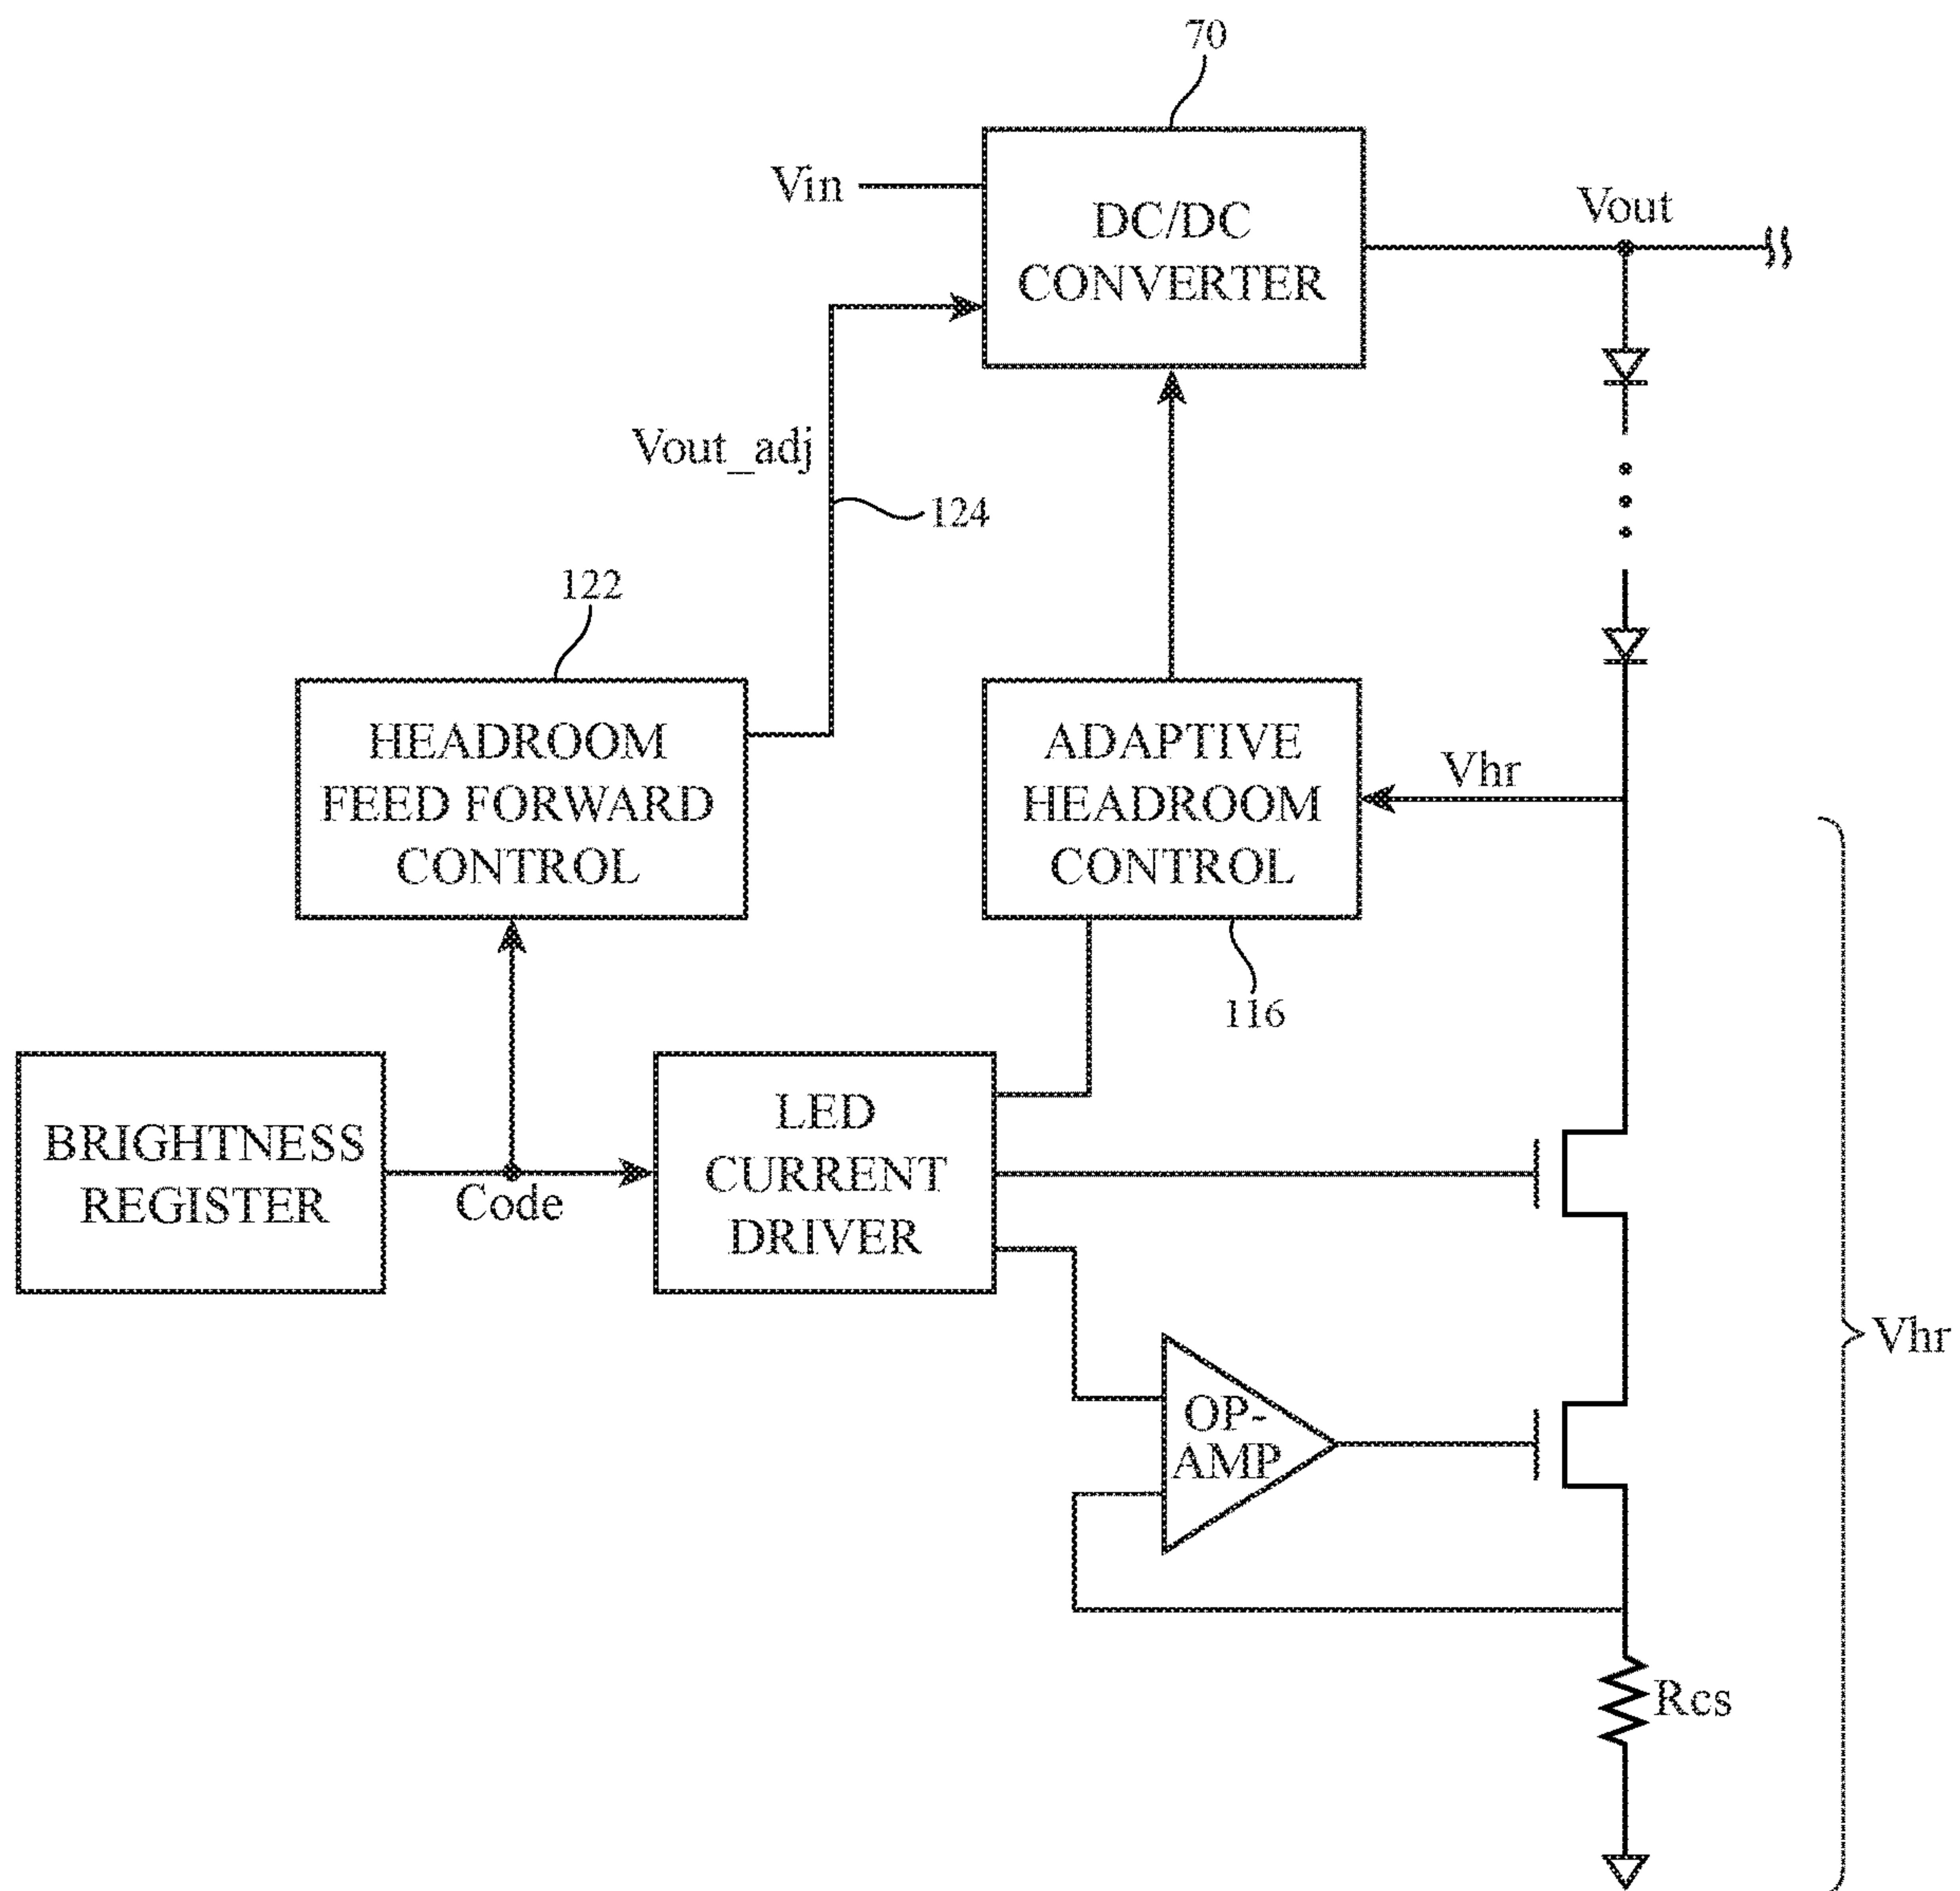 70
Vin
DC/DC
CONVERTER
Vout
Vout_adj
124
122
HEADROOM
FEED FORWARD
CONTROL
ADAPTIVE
HEADROOM
CONTROL
Vhr
116
BRIGHTNESS
REGISTER
Code
LED
CURRENT
DRIVER
OP-
AMP
Vhr
Rcs